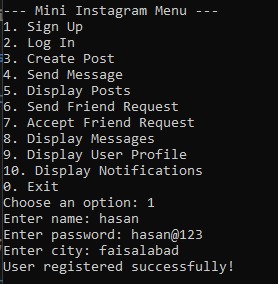 --- Mini Instagram Menu ---
1. Sign Up
2. Log In
3. Create Post
4. Send Message
5. Display Posts
6. Send Friend Request
7. Accept Friend Request
8. Display Messages
9. Display User Profile
10. Display Notifications
0. Exit
Choose an option: 1
Enter name: hasan
Enter password: hasan@123
Enter city: faisalabad
User registered successfully!